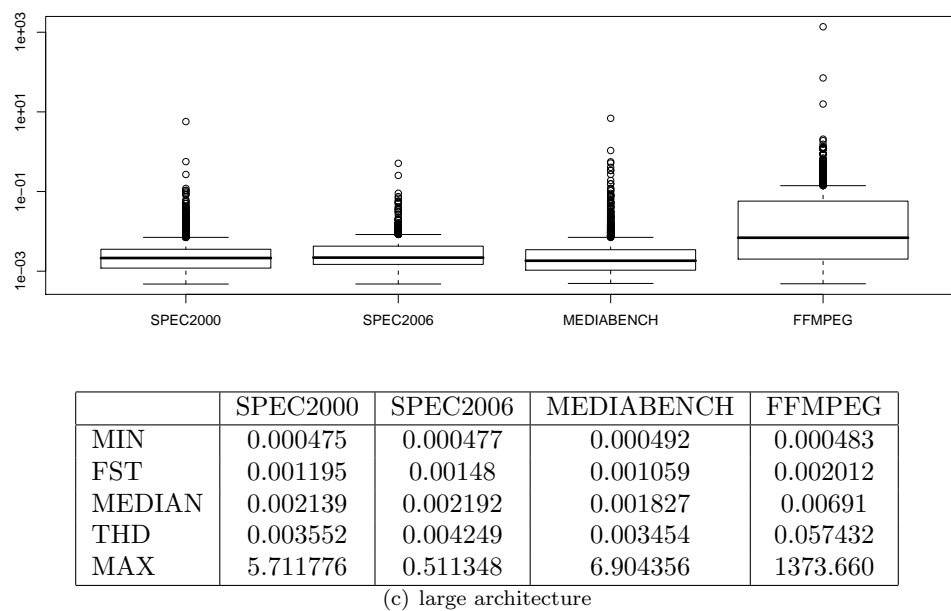 1e+03
1e+01
1e−01
1e−03
SPEC2000 SPEC2006 MEDIABENCH FFMPEG
SPEC2000 SPEC2006 MEDIABENCH FFMPEG
MIN 0.000475 0.000477 0.000492 0.000483
FST 0.001195 0.00148 0.001059 0.002012
MEDIAN 0.002139 0.002192 0.001827 0.00691
THD 0.003552 0.004249 0.003454 0.057432
MAX 5.711776 0.511348 6.904356 1373.660
(c) large architecture